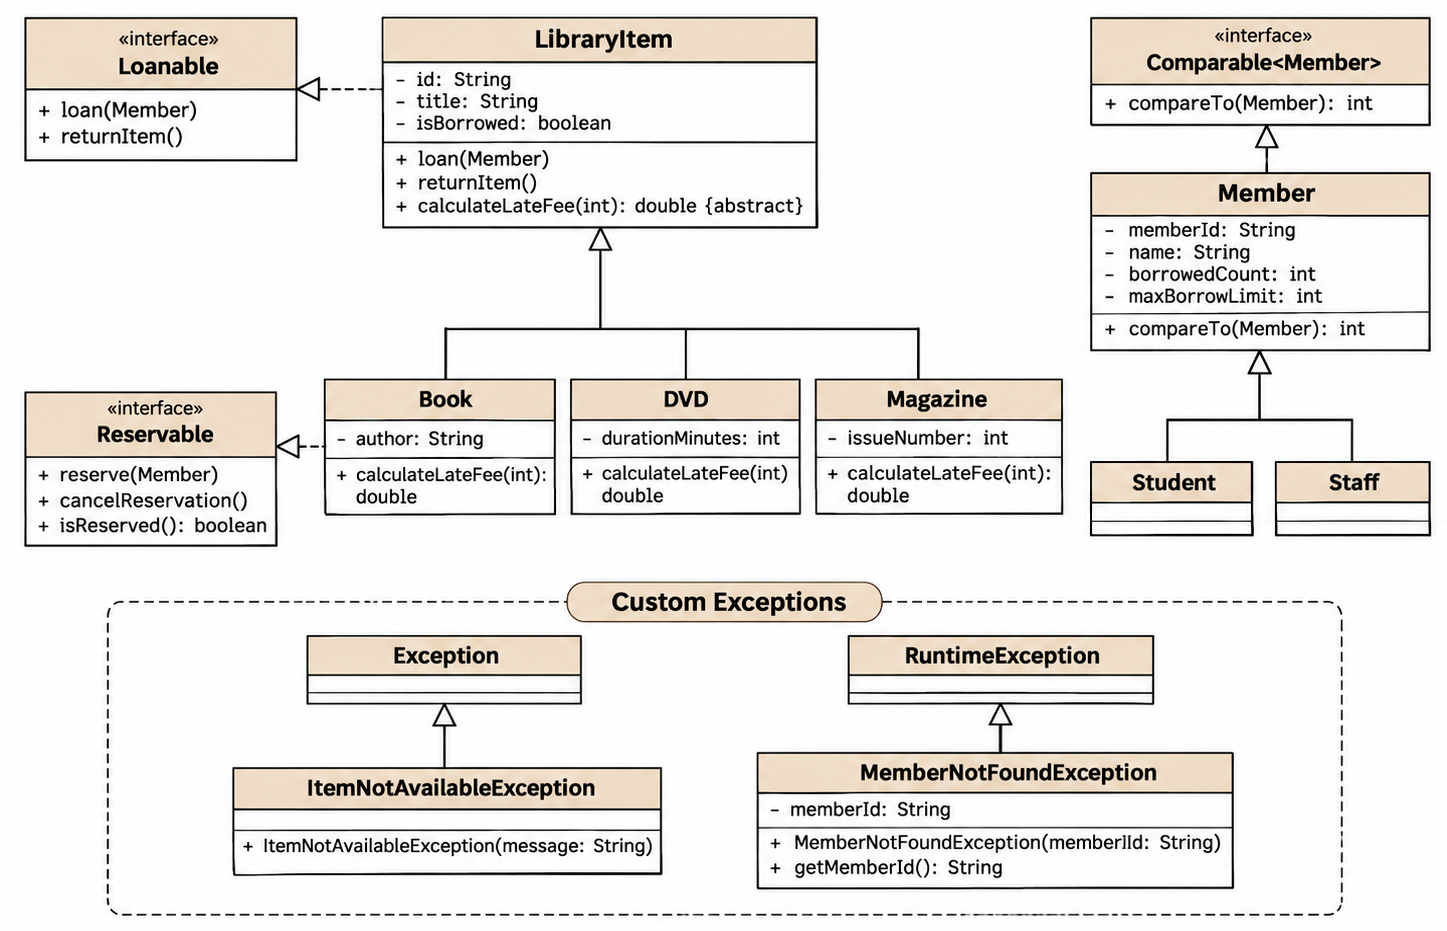 «interface»
Loanable
+ loan(Member)
+ returnItem()
LibraryItem
- id: String
- title: String
- isBorrowed: boolean
+ loan(Member)
+ returnItem()
+ calculateLateFee(int): double {abstract}
«interface»
Comparable<Member>
+ compareTo(Member): int
Member
- memberId: String
- name: String
- borrowedCount: int
- maxBorrowLimit: int
+ compareTo(Member): int
«interface»
Reservable
+ reserve(Member)
+ cancelReservation()
+ isReserved(): boolean
Book
- author: String
+ calculateLateFee(int):
double
DVD
- durationMinutes: int
+ calculateLateFee(int)
double
Magazine
- issueNumber: int
+ calculateLateFee(int):
double
Student
Staff
Custom Exceptions
Exception
ItemNotAvailableException
+ ItemNotAvailableException(message: String)
RuntimeException
MemberNotFoundException
- memberId: String
+ MemberNotFoundException(memberlId: String)
+ getMemberId(): String